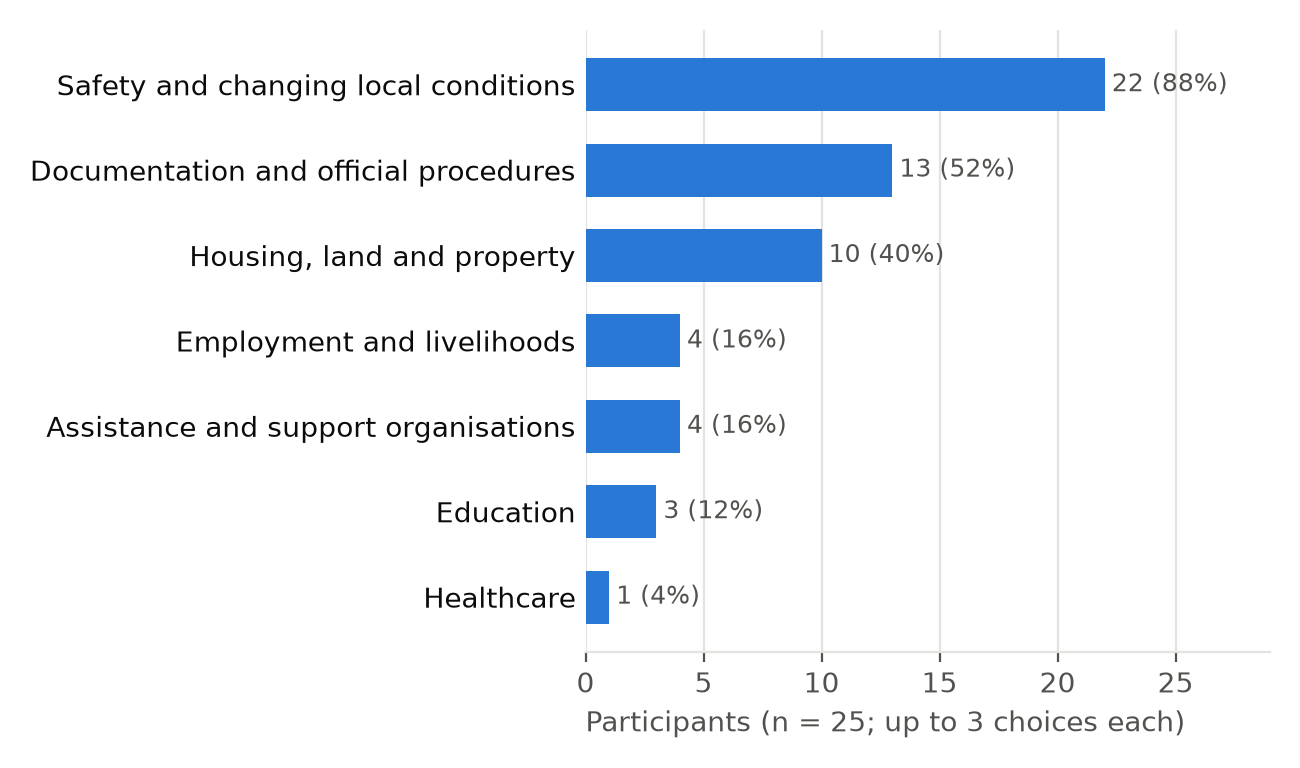 Safety and changing local conditions 22 (88%)
Documentation and official procedures 13 (52%)
Housing, land and property 10 (40%)
Employment and livelihoods 4 (16%)
Assistance and support organisations 4 (16%)
Education 3 (12%)
Healthcare 1 (4%)
0 5 10 15 20 25
Participants (n = 25; up to 3 choices each)